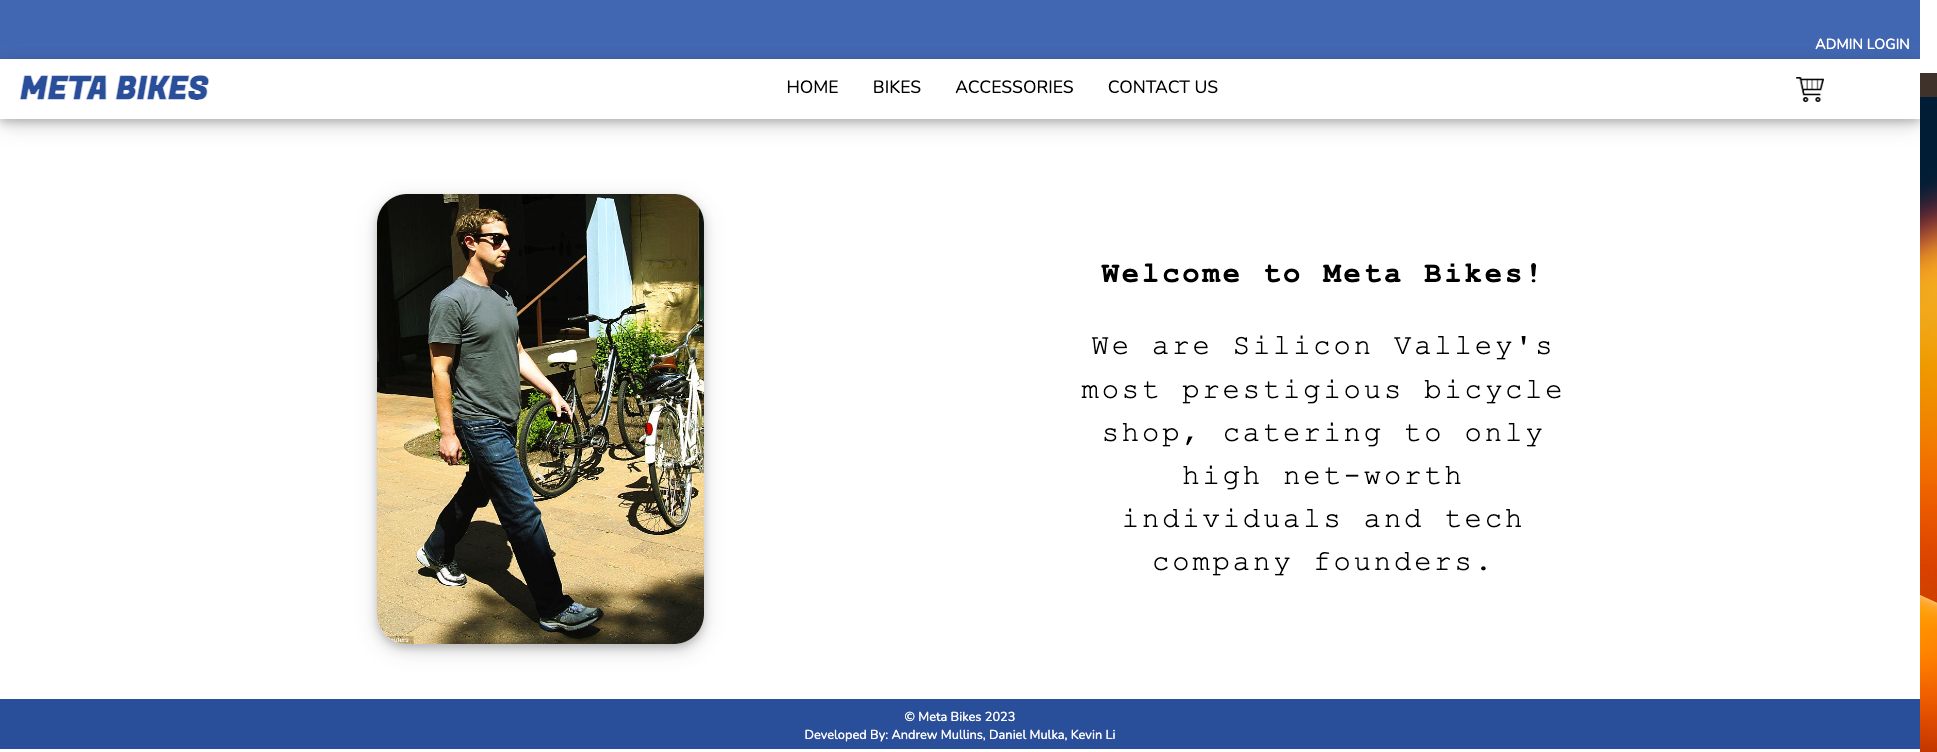 ADMIN LOGIN
META BIKES
HOME
BIKES
ACCESSORIES
CONTACT US
Welcome to Meta Bikes!
We are Silicon Valley's
most prestigious bicycle
shop, catering to only
high net-worth
individuals and tech
company founders.
© Meta Bikes 2023
Developed By: Andrew Mullins, Daniel Mulka, Kevin Li